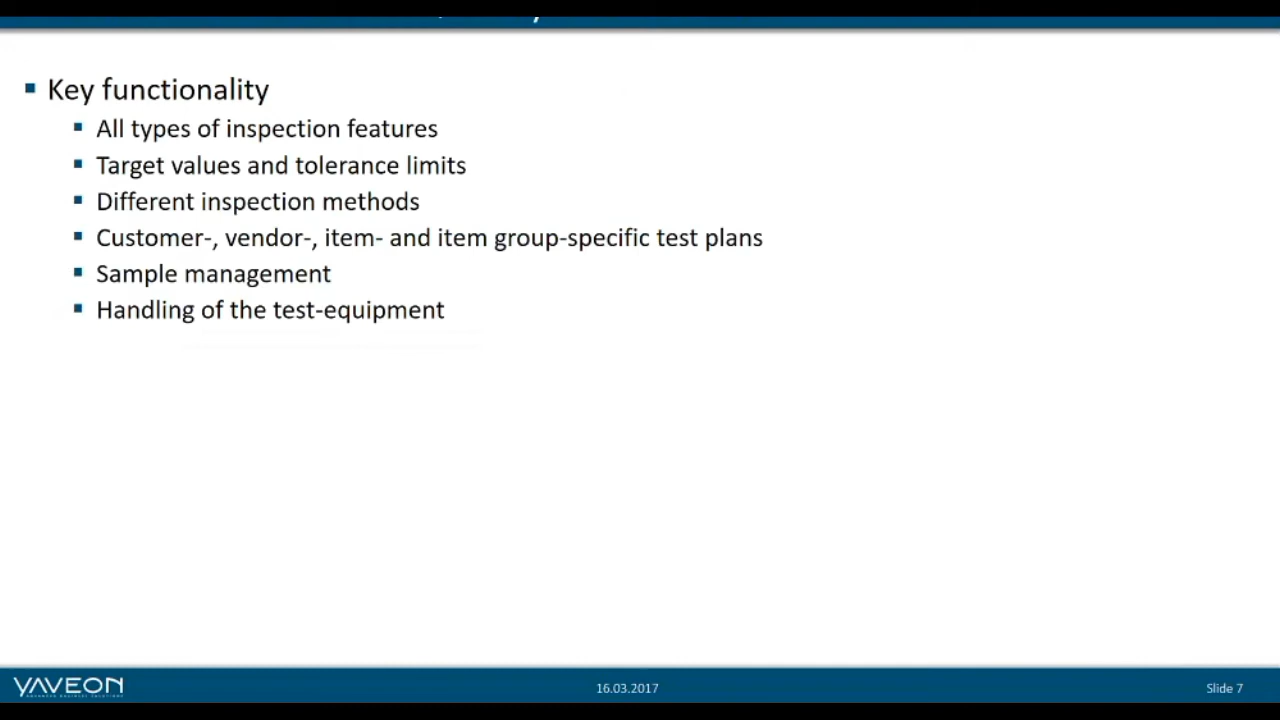 Key functionality
All types of inspection features
Target values and tolerance limits
Different inspection methods
Customer-, vendor-, item- and item group-specific test plans
Sample management
Handling of the test-equipment
YAVEON
16.03.2017
Slide 7